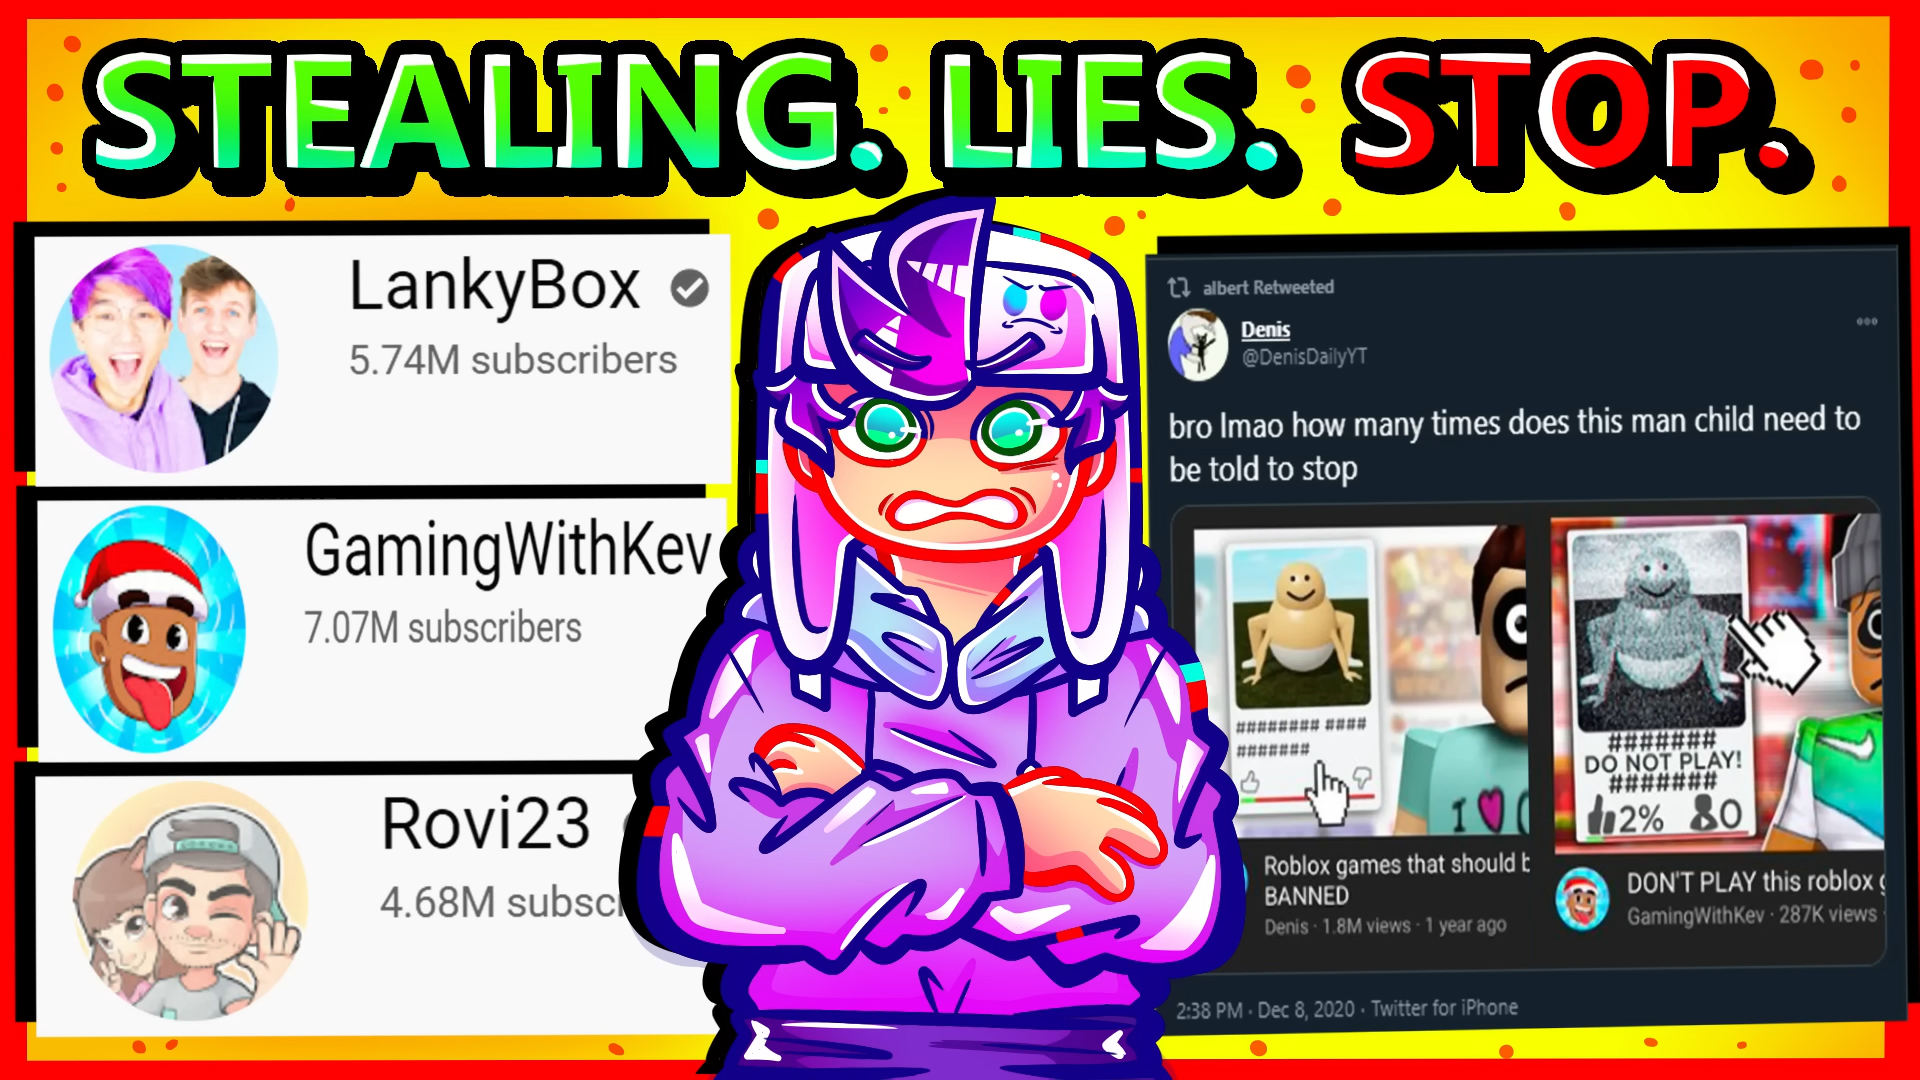 STEALING. LIES. STOP.
LankyBox
5.74M subscribers
GamingWithKev
7.07M subscribers
Rovi23
4.68M subsc
albert Retweeted
Denis
@DenisDailyYT
bro lmao how many times does this man child need to
be told to stop
######## ####
#######
I
#######
DO NOT PLAY!
#######
2% 0
Roblox games that should b
BANNED
Denis · 1.8M views · 1 year ago
DON'T PLAY this roblox g
GamingWithKev · 287K views ·
2:38 PM · Dec 8, 2020 · Twitter for iPhone